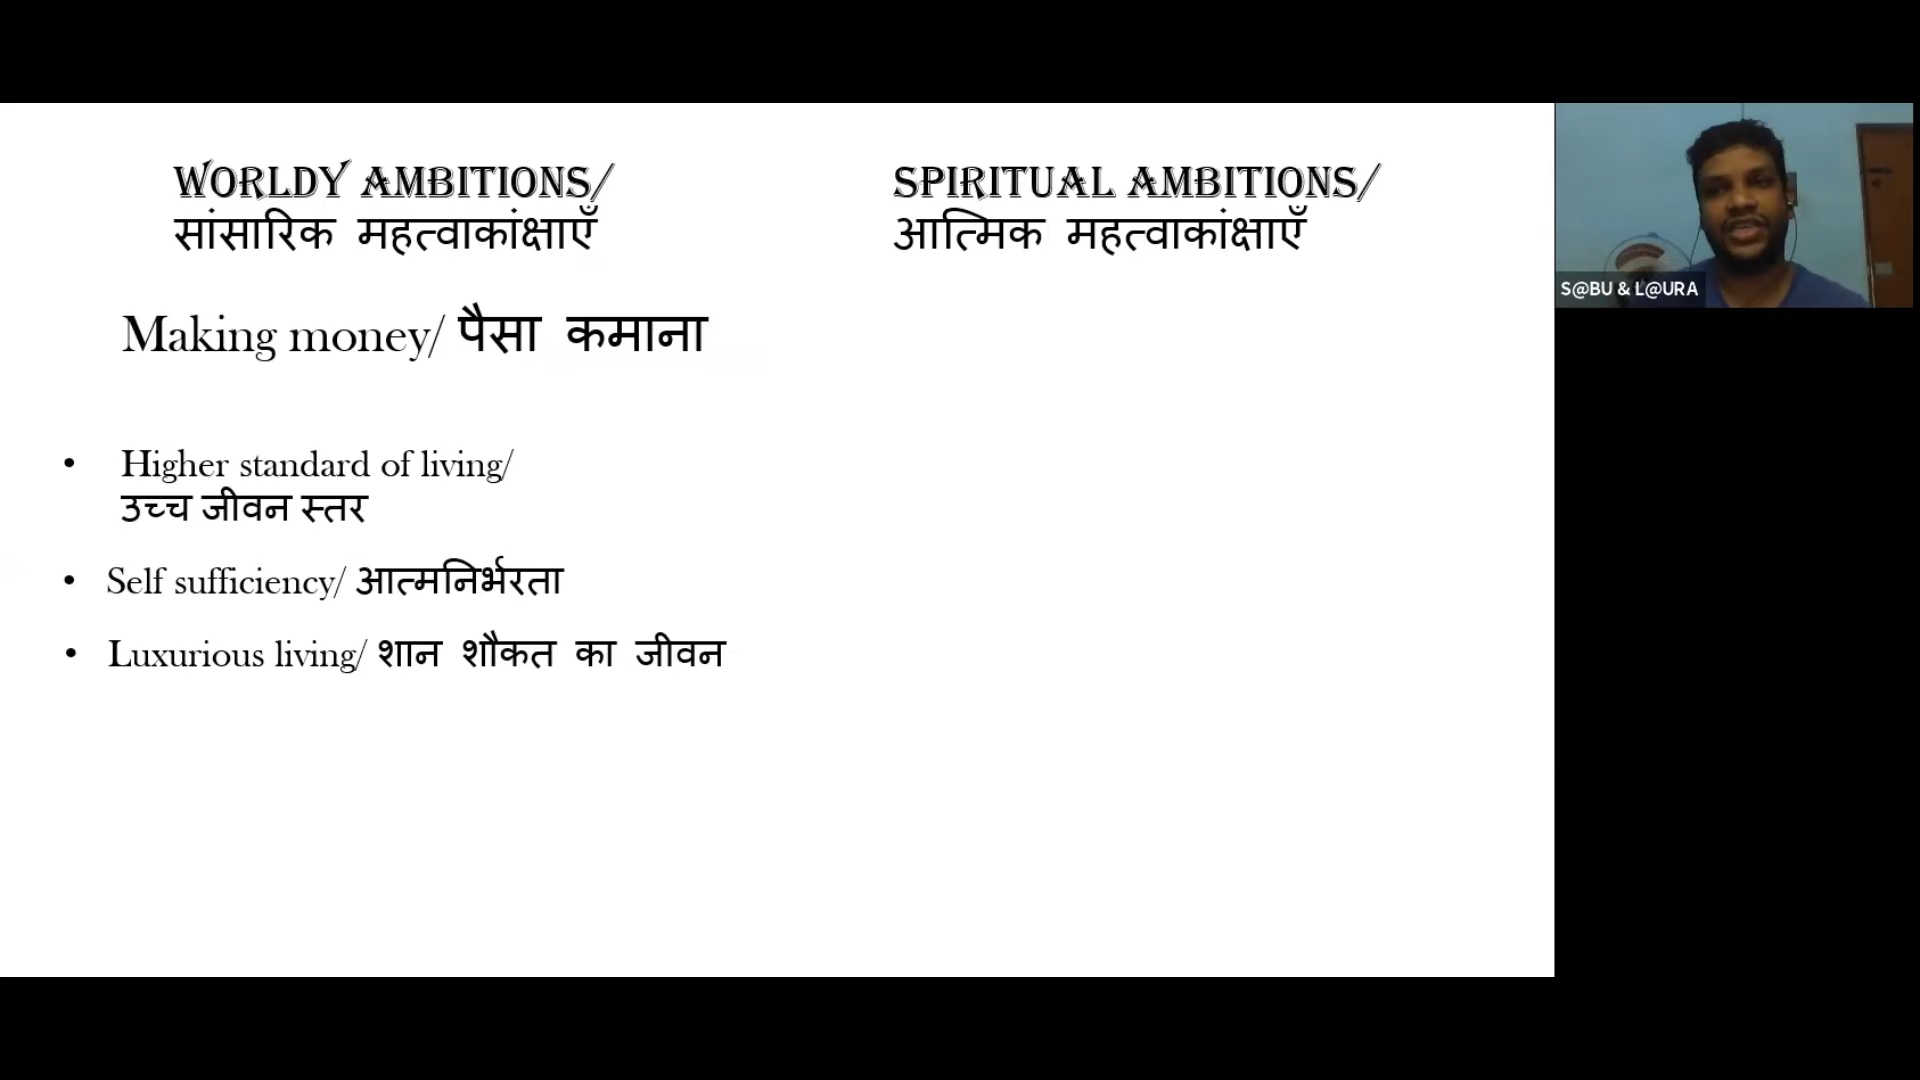 WORLDY AMBITIONS/
सांसारिक महत्वाकांक्षाएँ
Making money/ पैसा कमाना
• Higher standard of living/
उच्च जीवन स्तर
• Self sufficiency/ आत्मनिर्भरता
• Luxurious living/ शान शौकत का जीवन
SPIRITUAL AMBITIONS/
आत्मिक महत्वाकांक्षाएँ
S@BU & L@URA